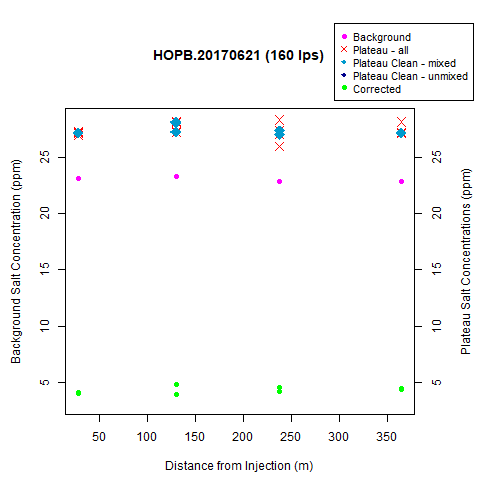 HOPB.20170621 (160 lps)
Background
Plateau - all
Plateau Clean - mixed
Plateau Clean - unmixed
Corrected
Background Salt Concentration (ppm)
25
20
15
10
5
25
20
15
10
5
Plateau Salt Concentrations (ppm)
50 100 150 200 250 300 350
Distance from Injection (m)